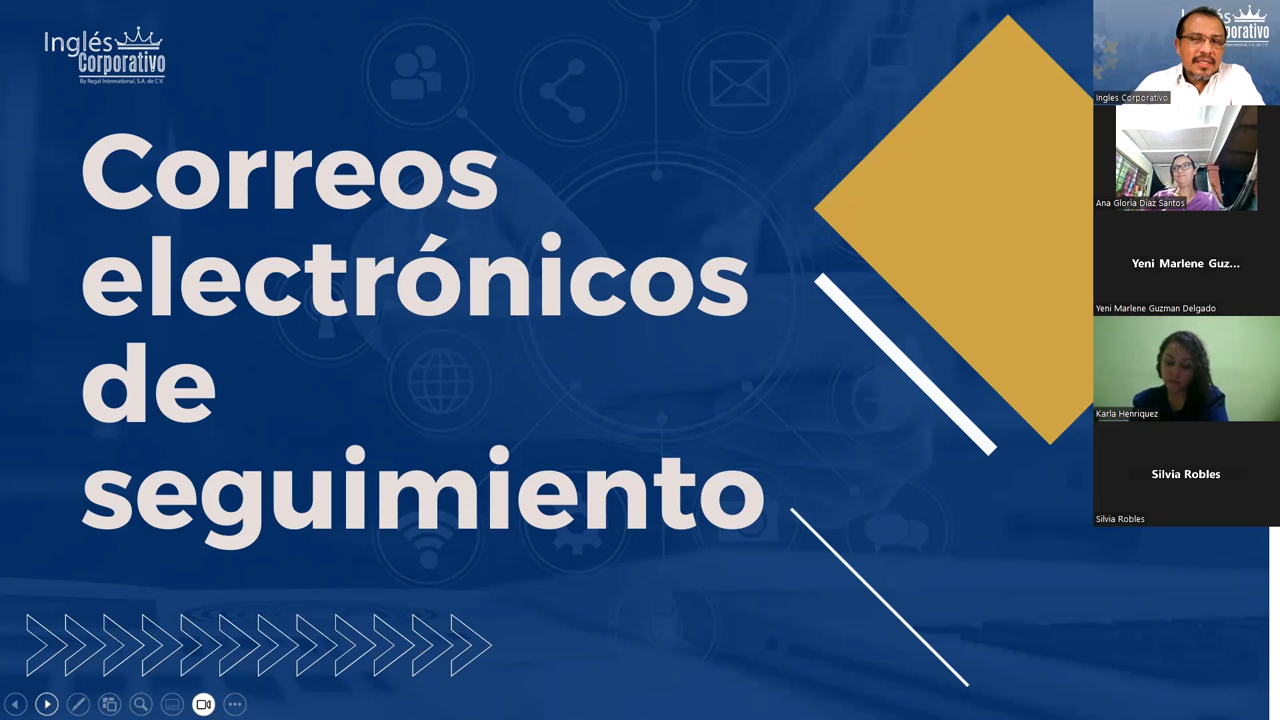 Inglés
Corporativo
By Regal International, S.A. de C.V.
Correos
electrónicos
de
seguimiento
Ingles Corporativo
Ana Gloria Diaz Santos
Yeni Marlene Guz...
Yeni Marlene Guzman Delgado
Karla Henriquez
Silvia Robles
Silvia Robles